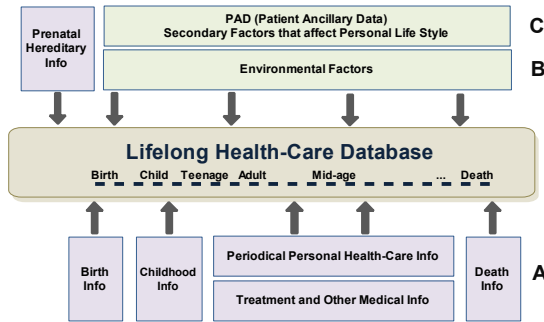 Prenatal
Hereditary
Info
PAD (Patient Ancillary Data)
Secondary Factors that affect Personal Life Style
C
Environmental Factors
B
Lifelong Health-Care Database
Birth Child Teenage Adult Mid-age ... Death
Birth
Info
Childhood
Info
Periodical Personal Health-Care Info
Treatment and Other Medical Info
Death
Info
A